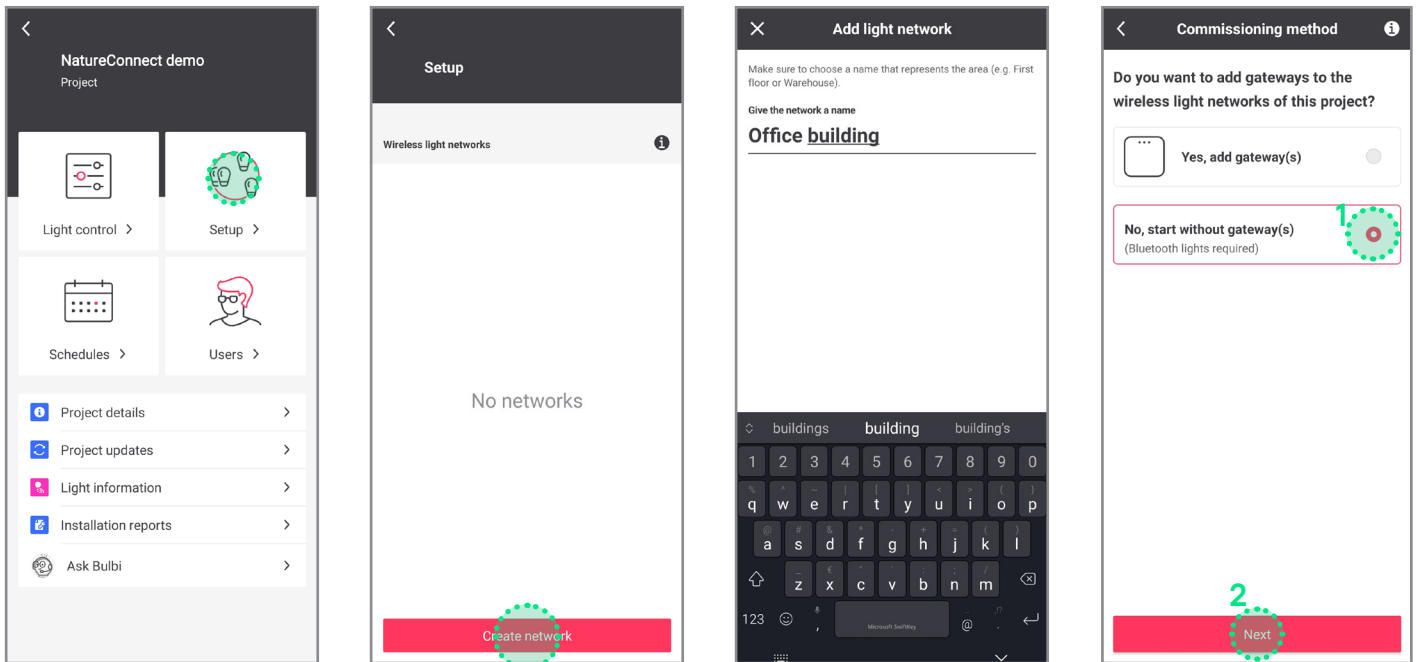 NatureConnect demo
Project
Light control
Setup
Schedules
Users
Project details
Project updates
Light information
Installation reports
Ask Bulbi
Setup
Wireless light networks
No networks
Create network
Add light network
Make sure to choose a name that represents the area (e.g. First
floor or Warehouse).
Give the network a name
Office building
buildings building building's
1 2 3 4 5 6 7 8 9 0
q w e r t y u i o p
a s d f g h j k l
z x c v b n m
123 , @ .
Microsoft SwiftKey
Commissioning method
Do you want to add gateways to the
wireless light networks of this project?
Yes, add gateway(s)
1
No, start without gateway(s)
(Bluetooth lights required)
2
Next